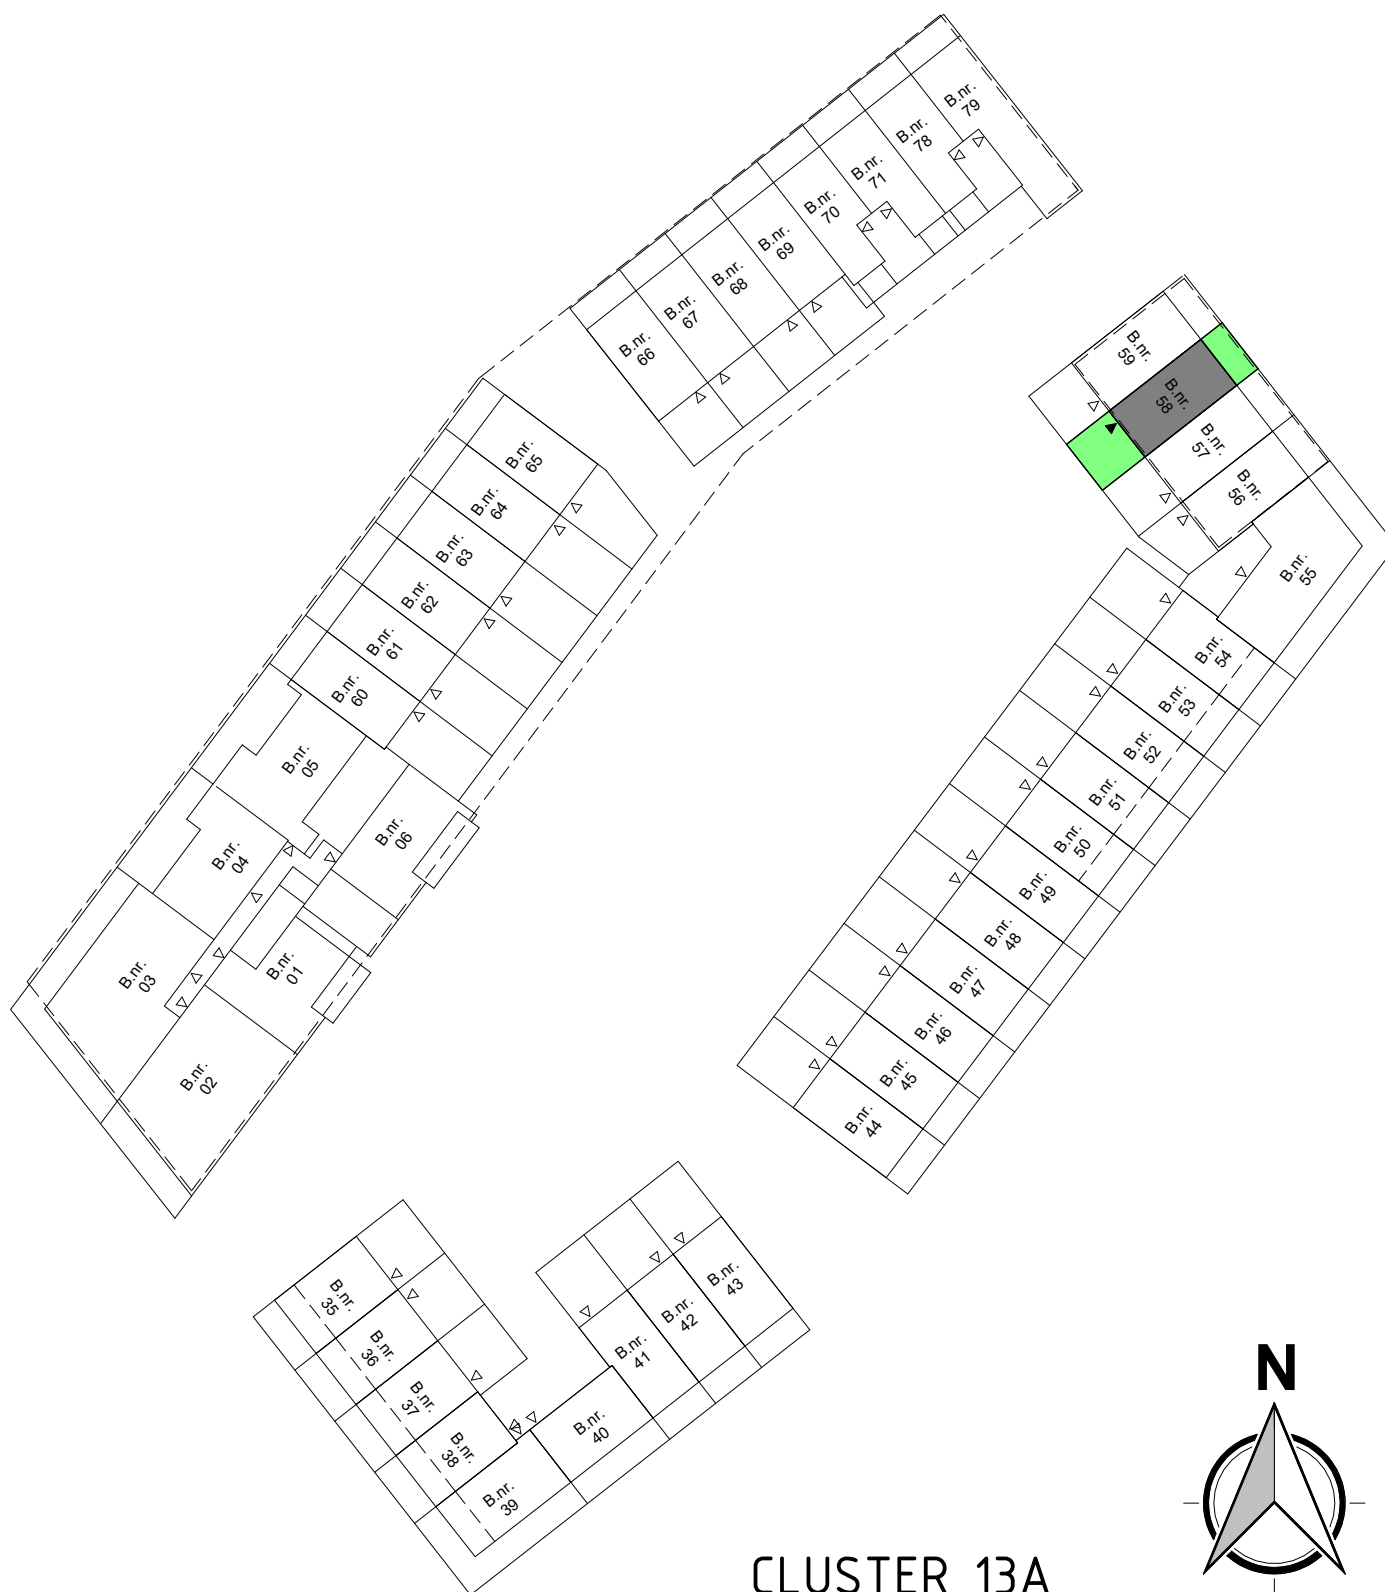 B.nr.
79
B.nr.
78
B.nr.
71
B.nr.
70
B.nr.
69
B.nr.
68
B.nr.
67
B.nr.
66
B.nr.
59
B.nr.
58
B.nr.
57
B.nr.
56
B.nr.
55
B.nr.
65
B.nr.
64
B.nr.
63
B.nr.
62
B.nr.
61
B.nr.
60
B.nr.
05
B.nr.
06
B.nr.
04
B.nr.
03
B.nr.
01
B.nr.
02
B.nr.
54
B.nr.
53
B.nr.
52
B.nr.
51
B.nr.
50
B.nr.
49
B.nr.
48
B.nr.
47
B.nr.
46
B.nr.
45
B.nr.
44
B.nr.
35
B.nr.
36
B.nr.
37
B.nr.
38
B.nr.
39
B.nr.
40
B.nr.
41
B.nr.
42
B.nr.
43
N
CLUSTER 13A